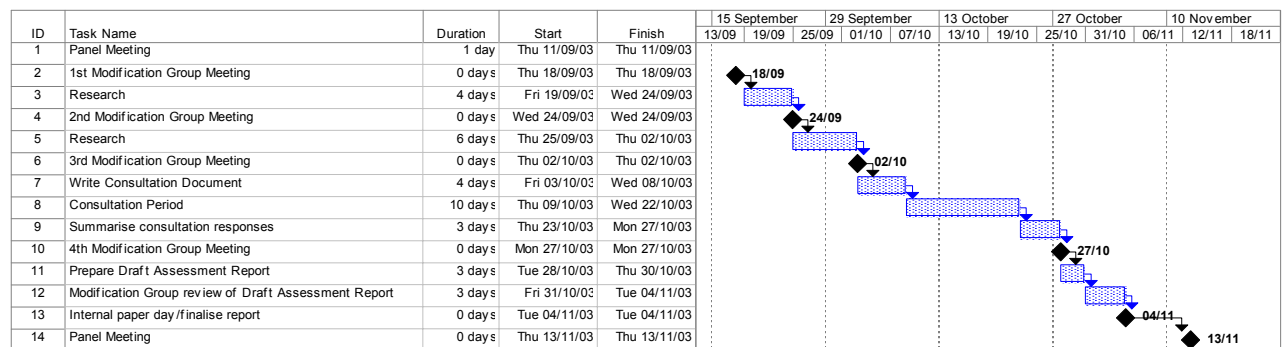 15 September 29 September 13 October 27 October 10 November
ID Task Name Duration Start Finish 13/09 19/09 25/09 01/10 07/10 13/10 19/10 25/10 31/10 06/11 12/11 18/11
1 Panel Meeting 1 day Thu 11/09/03 Thu 11/09/03
2 1st Modification Group Meeting 0 days Thu 18/09/03 Thu 18/09/03 18/09
3 Research 4 days Fri 19/09/03 Wed 24/09/03
4 2nd Modification Group Meeting 0 days Wed 24/09/03 Wed 24/09/03 24/09
5 Research 6 days Thu 25/09/03 Thu 02/10/03
6 3rd Modification Group Meeting 0 days Thu 02/10/03 Thu 02/10/03 02/10
7 Write Consultation Document 4 days Fri 03/10/03 Wed 08/10/03
8 Consultation Period 10 days Thu 09/10/03 Wed 22/10/03
9 Summarise consultation responses 3 days Thu 23/10/03 Mon 27/10/03
10 4th Modification Group Meeting 0 days Mon 27/10/03 Mon 27/10/03 27/10
11 Prepare Draft Assessment Report 3 days Tue 28/10/03 Thu 30/10/03
12 Modification Group review of Draft Assessment Report 3 days Fri 31/10/03 Tue 04/11/03
13 Internal paper day/finalise report 0 days Tue 04/11/03 Tue 04/11/03 04/11
14 Panel Meeting 0 days Thu 13/11/03 Thu 13/11/03 13/11